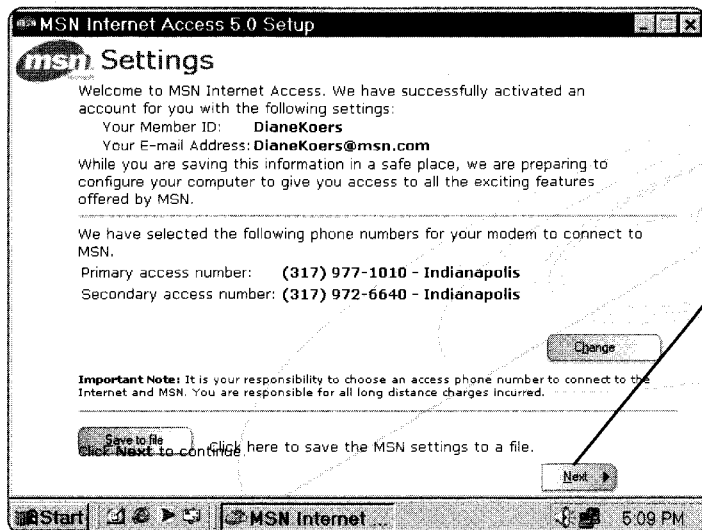 MSN Internet Access 5.0 Setup
msn Settings
Welcome to MSN Internet Access. We have successfully activated an
account for you with the following settings:
Your Member ID: DianeKoers
Your E-mail Address: DianeKoers@msn.com
While you are saving this information in a safe place, we are preparing to
configure your computer to give you access to all the exciting features
offered by MSN.
We have selected the following phone numbers for your modem to connect to
MSN.
Primary access number: (317) 977-1010 - Indianapolis
Secondary access number: (317) 972-6640 - Indianapolis
Change
Important Note: It is your responsibility to choose an access phone number to connect to the
Internet and MSN. You are responsible for all long distance charges incurred.
Save to file Click here to save the MSN settings to a file.
Click Next to continue
Next
Start MSN Internet ... 5:09 PM